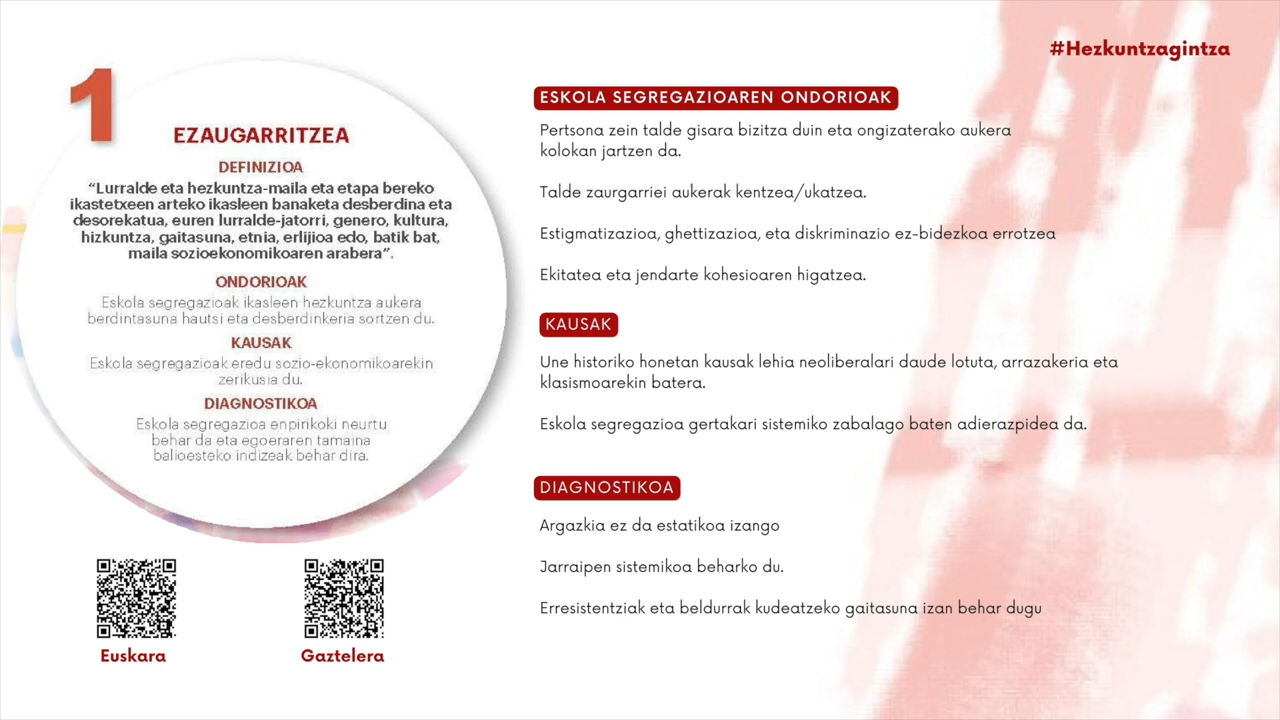 #Hezkuntzagintza
1
EZAUGARRITZEA
DEFINIZIOA
“Lurralde eta hezkuntza-maila eta etapa bereko
ikastetxeen arteko ikasleen banaketa desberdina eta
desorekatua, euren lurralde-jatorri, genero, kultura,
hizkuntza, gaitasuna, etnia, erlijioa edo, batik bat,
maila sozioekonomikoaren arabera”.
ONDORIOAK
Eskola segregazioak ikasleen hezkuntza aukera
berdintasuna hautsi eta desberdinkeria sortzen du.
KAUSAK
Eskola segregazioak eredu sozio-ekonomikoarekin
zerikusia du.
DIAGNOSTIKOA
Eskola segregazioa enpirikoki neurtu
behar da eta egoeraren tamaina
balioesteko indizeak behar dira.
Euskara
Gaztelera
ESKOLA SEGREGAZIOAREN ONDORIOAK
Pertsona zein talde gisara bizitza duin eta ongizaterako aukera
kolokan jartzen da.
Talde zaurgarriei aukerak kentzea/ukatzea.
Estigmatizazioa, ghettizazioa, eta diskriminazio ez-bidezkoa errotzea
Ekitatea eta jendarte kohesioaren higatzea.
KAUSAK
Une historiko honetan kausak lehia neoliberalari daude lotuta, arrazakeria eta
klasismoarekin batera.
Eskola segregazioa gertakari sistemiko zabalago baten adierazpidea da.
DIAGNOSTIKOA
Argazkia ez da estatikoa izango
Jarraipen sistemikoa beharko du.
Erresistentziak eta beldurrak kudeatzeko gaitasuna izan behar dugu